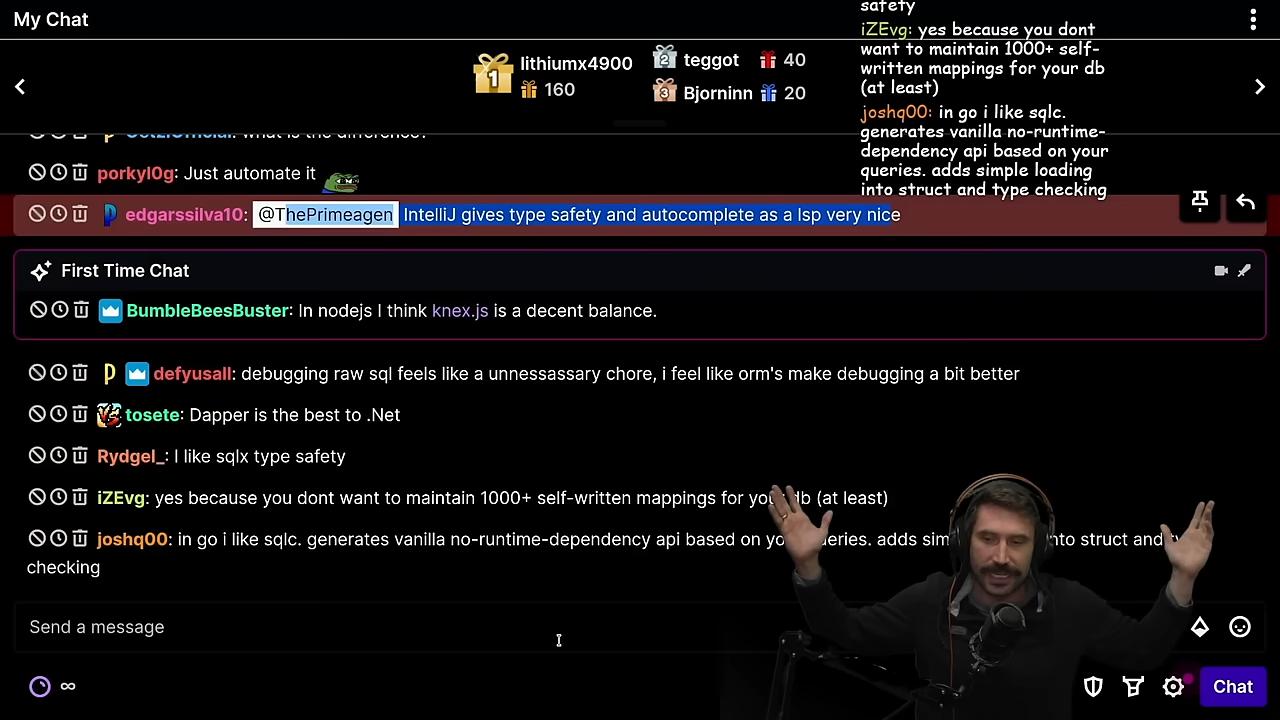 My Chat
lithiumx4900
160
teggot
40
Bjorninn
20
1
2
3
safety
iZEvg: yes because you dont
want to maintain 1000+ self-
written mappings for your db
(at least)
joshq00: in go i like sqlc.
generates vanilla no-runtime-
dependency api based on your
queries. adds simple loading
into struct and type checking
what is the difference?
porkyl0g: Just automate it
edgarssilva10: @ThePrimeagen IntelliJ gives type safety and autocomplete as a lsp very nice
First Time Chat
BumbleBeesBuster: In nodejs I think knex.js is a decent balance.
defyusall: debugging raw sql feels like a unnessassary chore, i feel like orm's make debugging a bit better
tosete: Dapper is the best to .Net
Rydgel_: I like sqlx type safety
iZEvg: yes because you dont want to maintain 1000+ self-written mappings for your db (at least)
joshq00: in go i like sqlc. generates vanilla no-runtime-dependency api based on into struct and
checking
Send a message
Chat